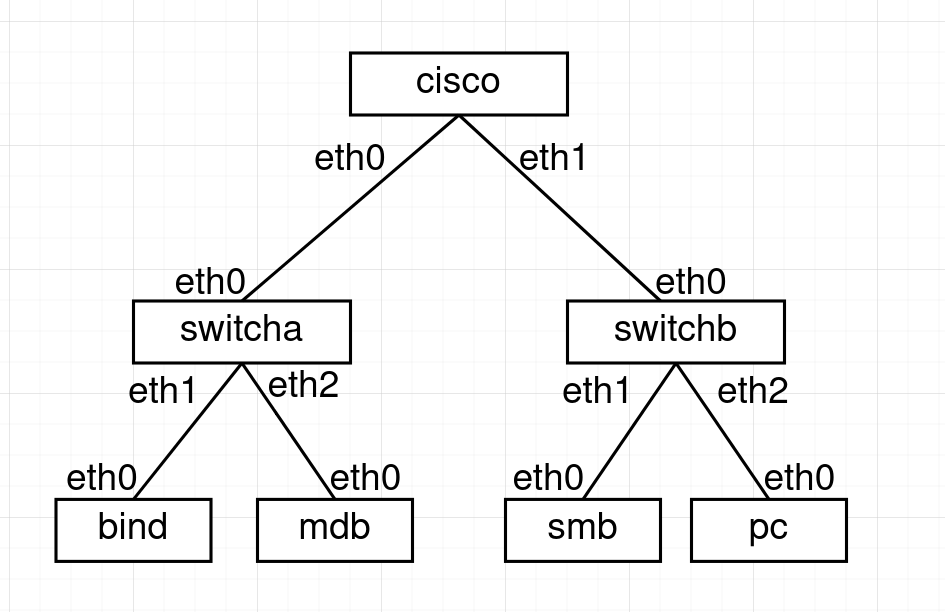 cisco
eth0
eth1
eth0
eth0
switcha
switchb
eth1
eth2
eth1
eth2
eth0
eth0
eth0
eth0
bind
mdb
smb
pc